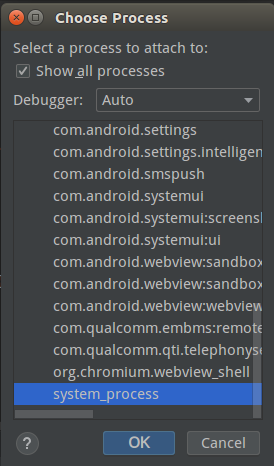 Choose Process
Select a process to attach to:
Show all processes
Debugger: Auto
com.android.settings
com.android.settings.intelligen
com.android.smspush
com.android.systemui
com.android.systemui:screensh
com.android.systemui:ui
com.android.webview:sandbox
com.android.webview:sandbox
com.android.webview:webview
com.qualcomm.embms:remote
com.qualcomm.qti.telephonyse
org.chromium.webview_shell
system_process
? OK Cancel